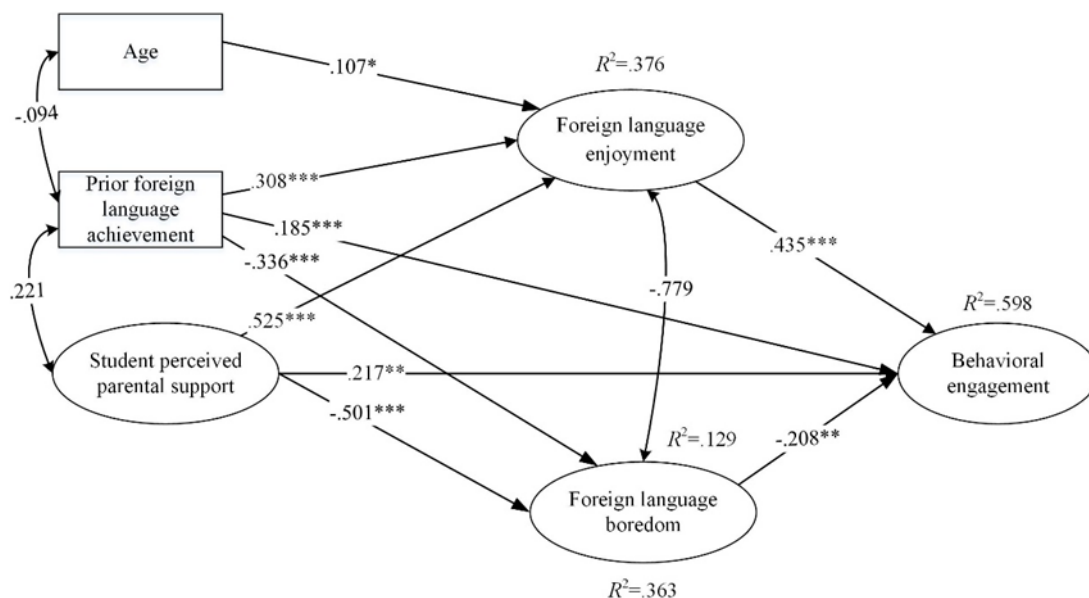 Age
R²=.376
.107*
Foreign language
enjoyment
-.094
Prior foreign
language
achievement
.308***
.185***
.435***
-.336***
.221
-.779
R²=.598
.525***
Student perceived
parental support
.217**
Behavioral
engagement
-.501***
R²=.129
-.208**
Foreign language
boredom
R²=.363